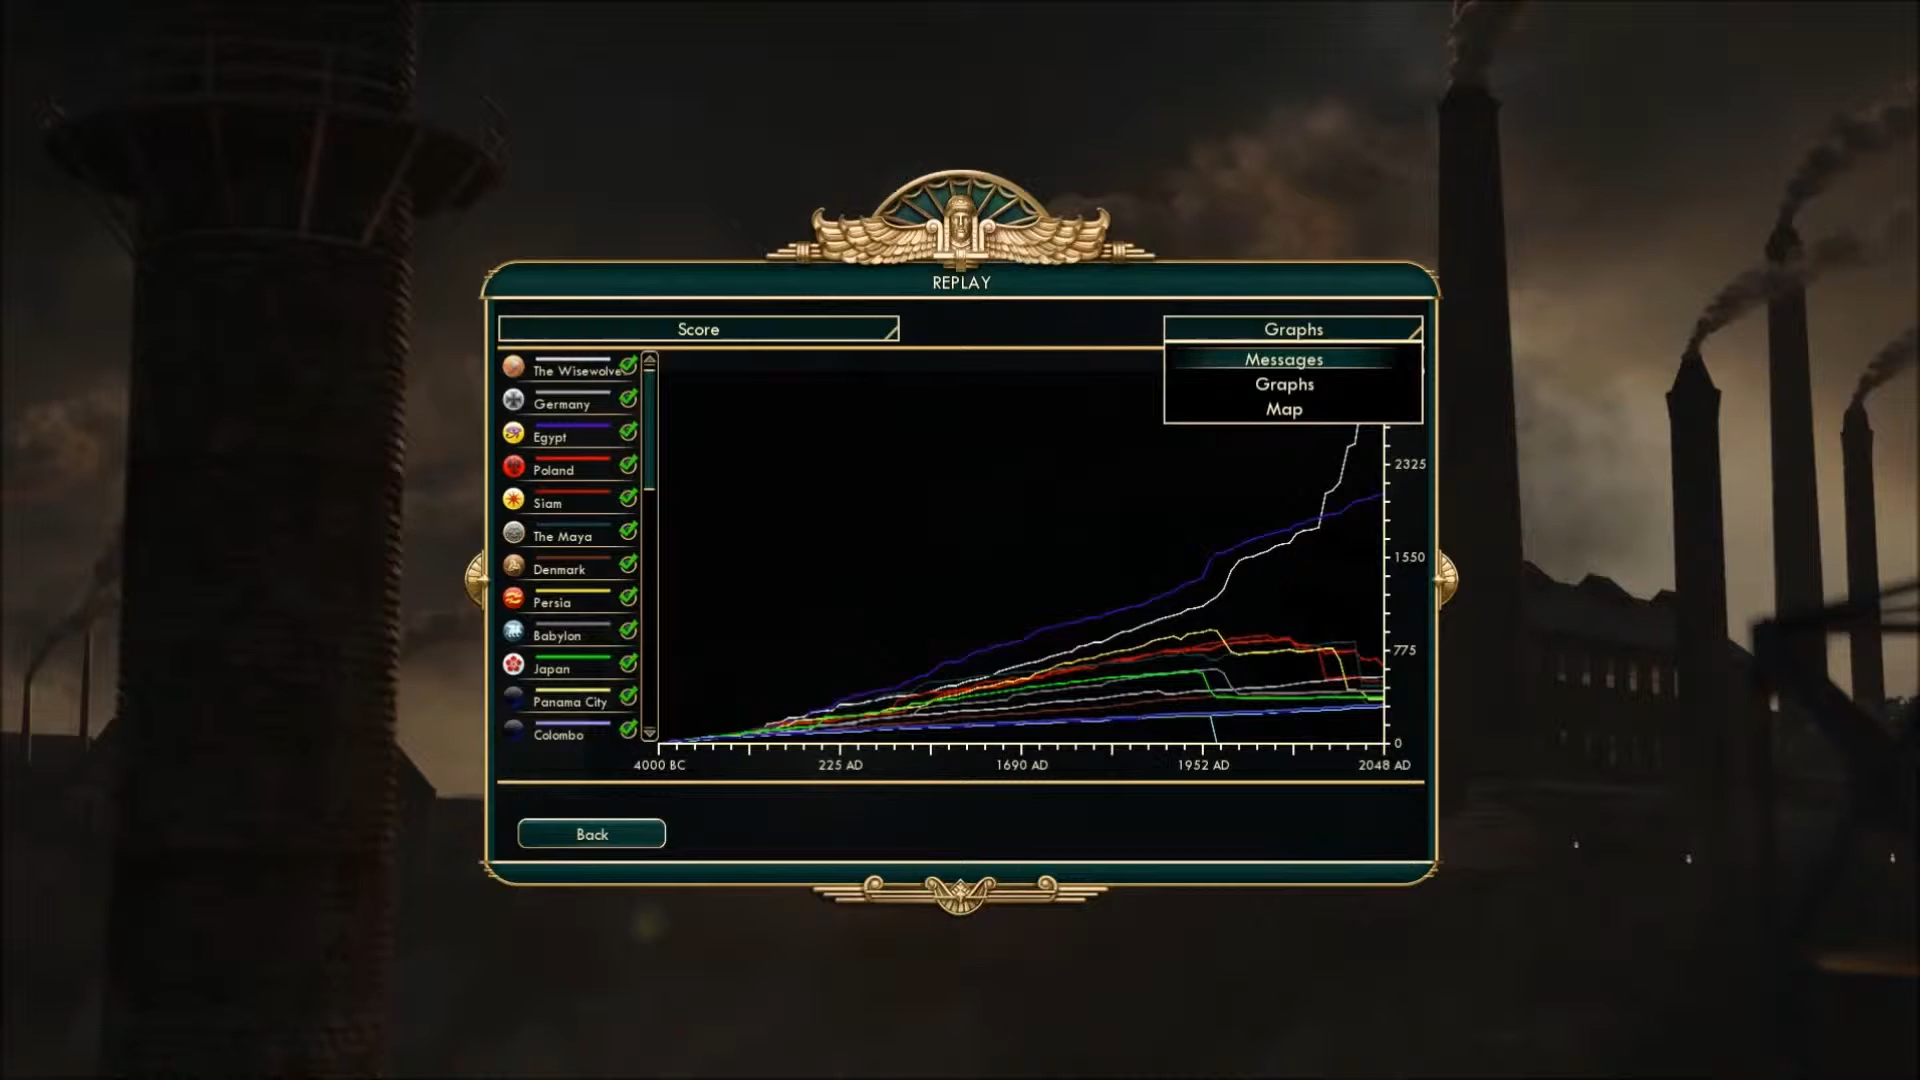 REPLAY
Score
Graphs
Messages
Graphs
Map
The Wisewolve
Germany
Egypt
Poland
Siam
The Maya
Denmark
Persia
Babylon
Japan
Panama City
Colombo
2325
1550
775
0
4000 BC
225 AD
1690 AD
1952 AD
2048 AD
Back